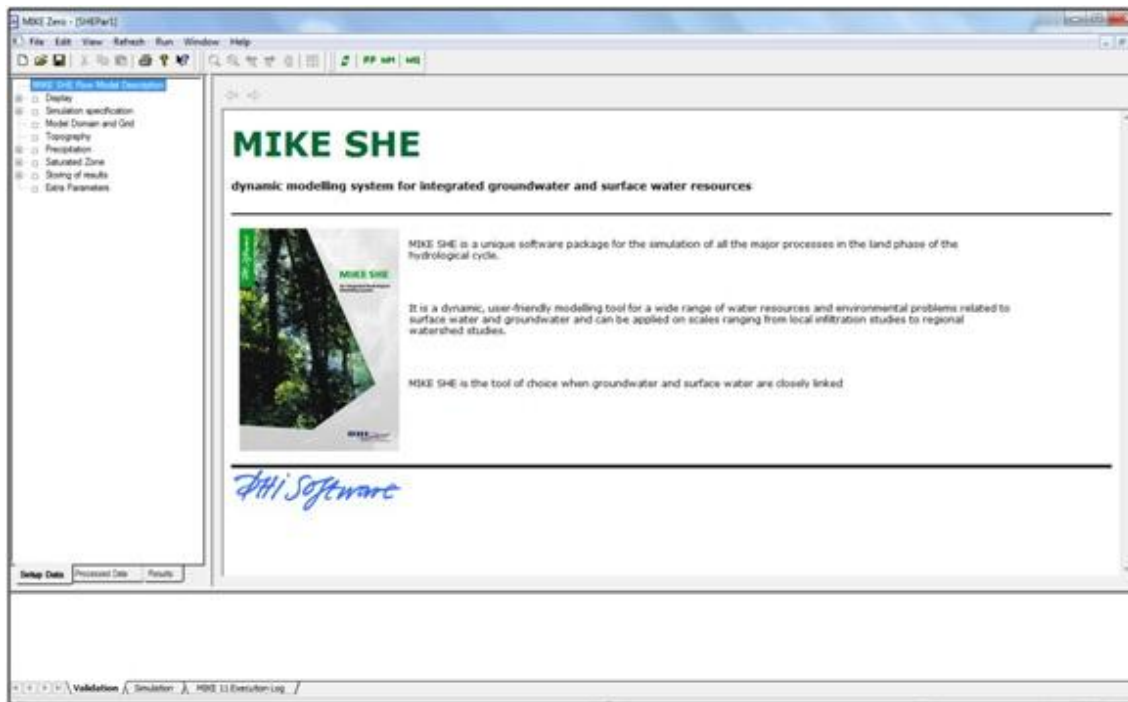 MIKE Zero - [SHEPar1]
File Edit View Refresh Run Window Help
PP WM WQ
MIKE SHE Flow Model Description
Display
Simulation specification
Model Domain and Grid
Topography
Precipitation
Saturated Zone
Storing of results
Extra Parameters
MIKE SHE
dynamic modelling system for integrated groundwater and surface water resources
MIKE SHE is a unique software package for the simulation of all the major processes in the land phase of the
hydrological cycle.
MIKE SHE
It is a dynamic, user-friendly modelling tool for a wide range of water resources and environmental problems related to
surface water and groundwater and can be applied on scales ranging from local infiltration studies to regional
watershed studies.
MIKE SHE is the tool of choice when groundwater and surface water are closely linked
DHI Software
Setup Data Processed Data Results
Validation Simulation MIKE 11 Execution Log